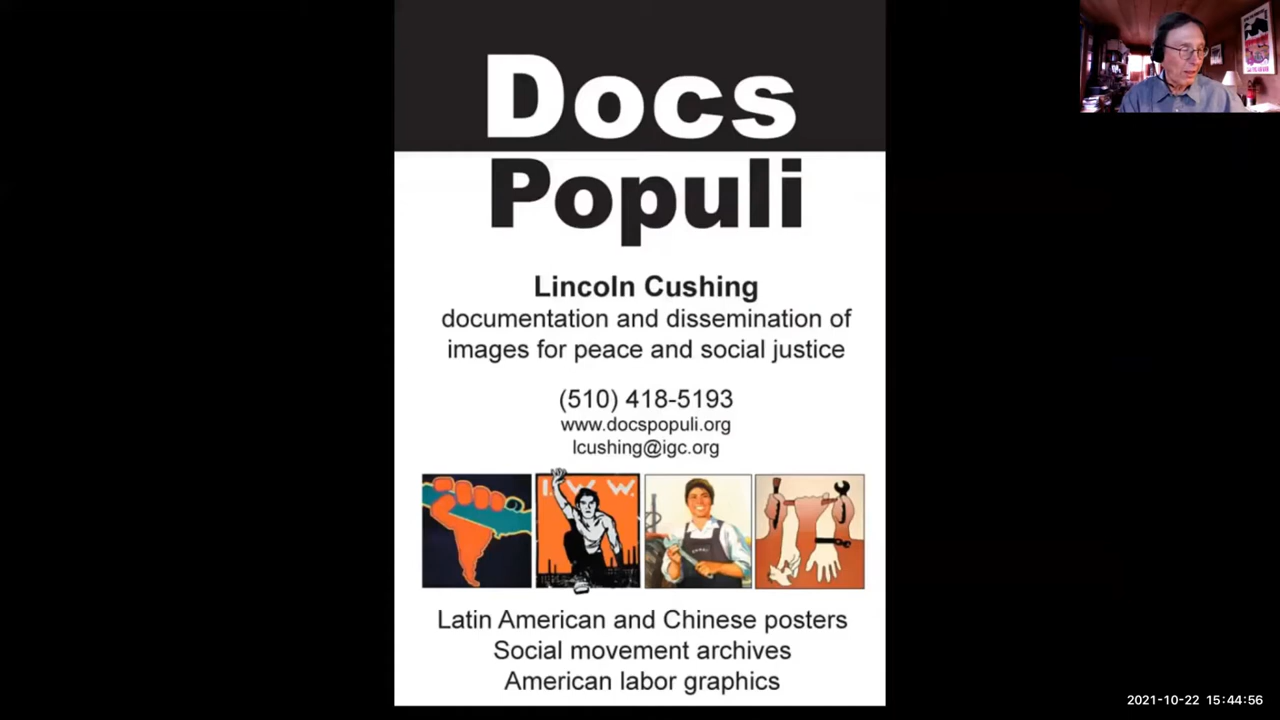 Docs
Populi
Lincoln Cushing
documentation and dissemination of
images for peace and social justice
(510) 418-5193
www.docspopuli.org
lcushing@igc.org
I. W. W.
Latin American and Chinese posters
Social movement archives
American labor graphics
2021-10-22 15:44:56